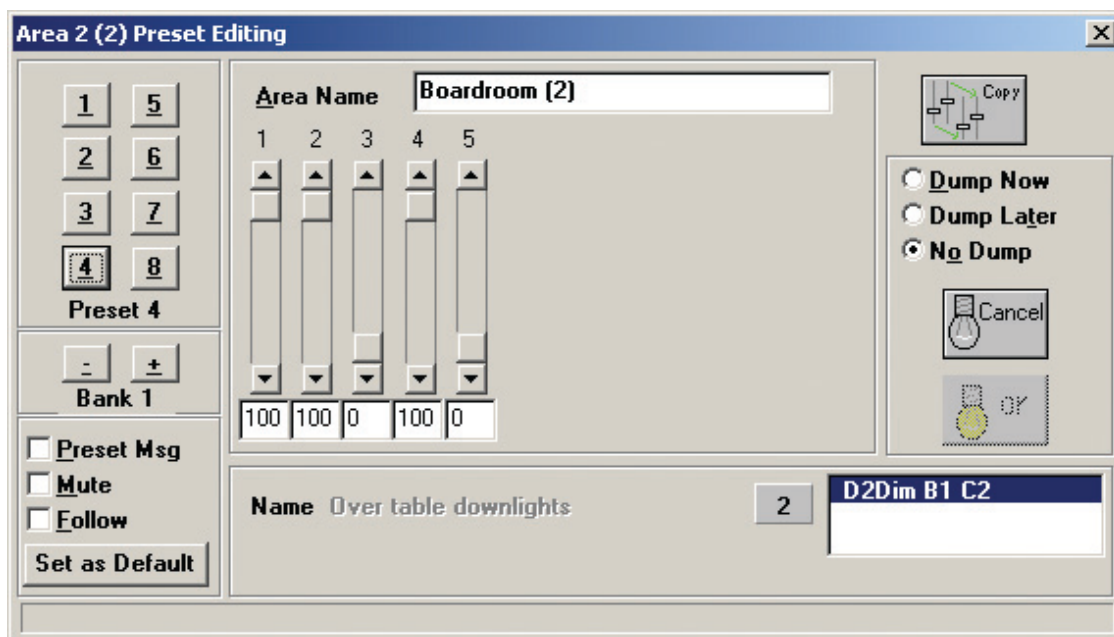 Area 2 (2) Preset Editing
1 5
2 6
3 7
4 8
Preset 4
- +
Bank 1
Preset Msg
Mute
Follow
Set as Default
Area Name Boardroom (2)
1 2 3 4 5
100 100 0 100 0
Name Over table downlights 2 D2Dim B1 C2
Copy
Dump Now
Dump Later
No Dump
Cancel